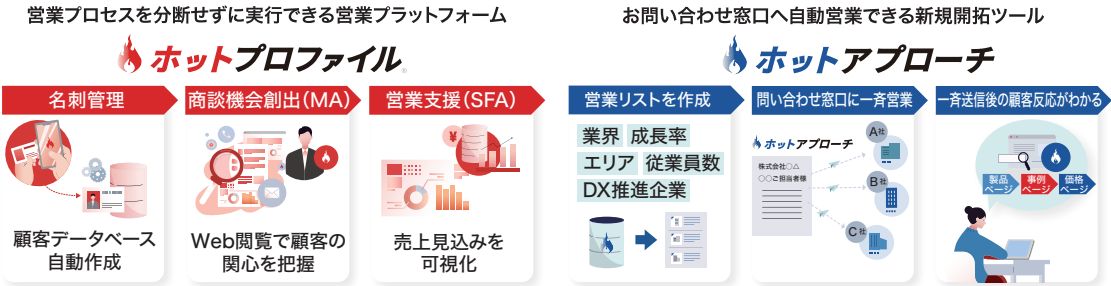 営業プロセスを分断せずに実行できる営業プラットフォーム
ホットプロファイル®
名刺管理
顧客データベース
自動作成
商談機会創出(MA)
Web閲覧で顧客の
関心を把握
営業支援(SFA)
¥
売上見込みを
可視化
お問い合わせ窓口へ自動営業できる新規開拓ツール
ホットアプローチ
営業リストを作成
業界 成長率
エリア 従業員数
DX推進企業
問い合わせ窓口に一斉営業
ホットアプローチ
株式会社○△
○○ご担当者様
A社
B社
C社
一斉送信後の顧客反応がわかる
製品
ページ
事例
ページ
価格
ページ